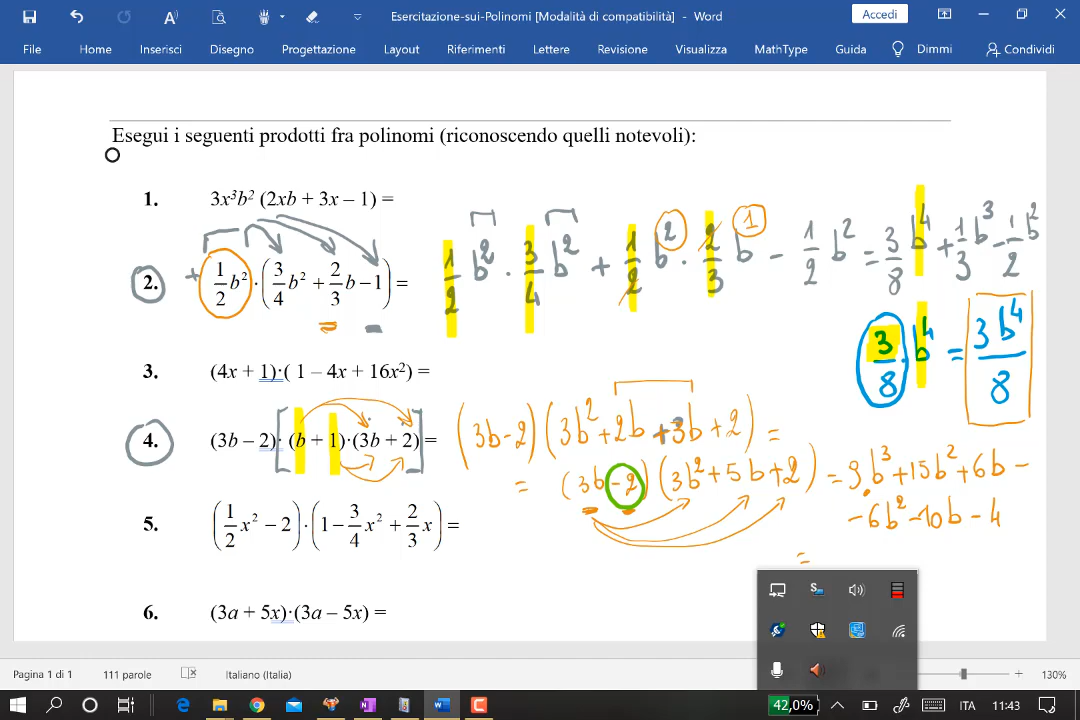 Esercitazione-sui-Polinomi [Modalità di compatibilità] - Word
Accedi
File Home Inserisci Disegno Progettazione Layout Riferimenti Lettere Revisione Visualizza MathType Guida Dimmi Condividi
Esegui i seguenti prodotti fra polinomi (riconoscendo quelli notevoli):
1. 3x³b² (2xb + 3x – 1) =
2. + 1/2 b² · (3/4 b² + 2/3 b – 1) = 1/2 b² · 3/4 b² + 1/2 b² · 2/3 b 1 – 1/2 b² = 3/8 b⁴ + 1/3 b³ – 1/2 b²
3/8 · b⁴ = 3b⁴/8
3. (4x + 1)·( 1 – 4x + 16x²) =
4. (3b – 2)· [(b + 1)·(3b + 2)] = (3b-2)(3b²+2b+3b+2) =
= (3b-2)(3b²+5b+2) = 9b³+15b²+6b-
-6b²-10b-4
=
5. (1/2 x² – 2)·(1 – 3/4 x² + 2/3 x) =
6. (3a + 5x)·(3a – 5x) =
Pagina 1 di 1 111 parole Italiano (Italia) 130%
42,0% ITA 11:43